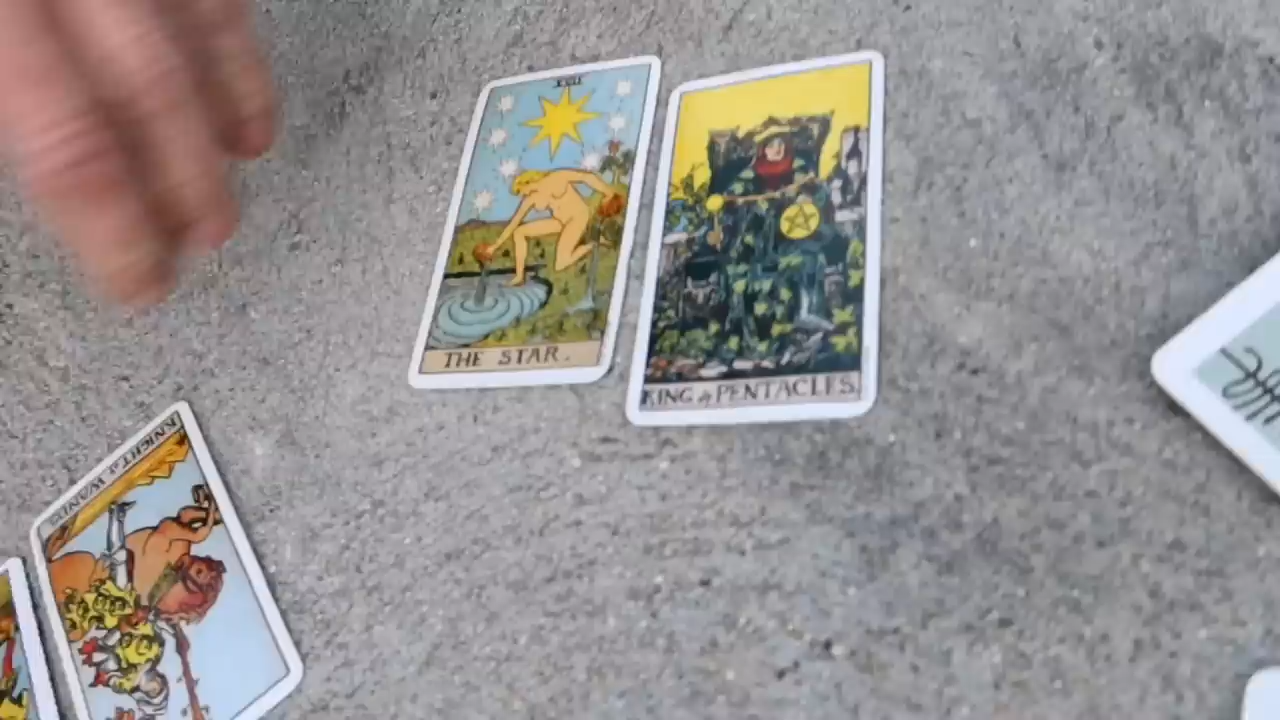 XVII
THE STAR.
KING of PENTACLES.
KNIGHT of WANDS.